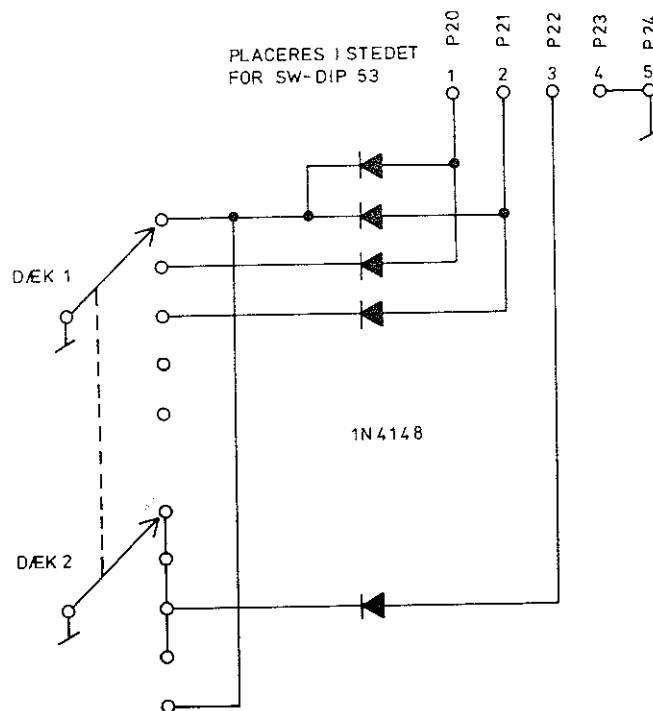 PLACERES I STEDET
FOR SW-DIP 53
P20 P21 P22 P23 P24
1 2 3 4 5
DÆK 1
1N4148
DÆK 2